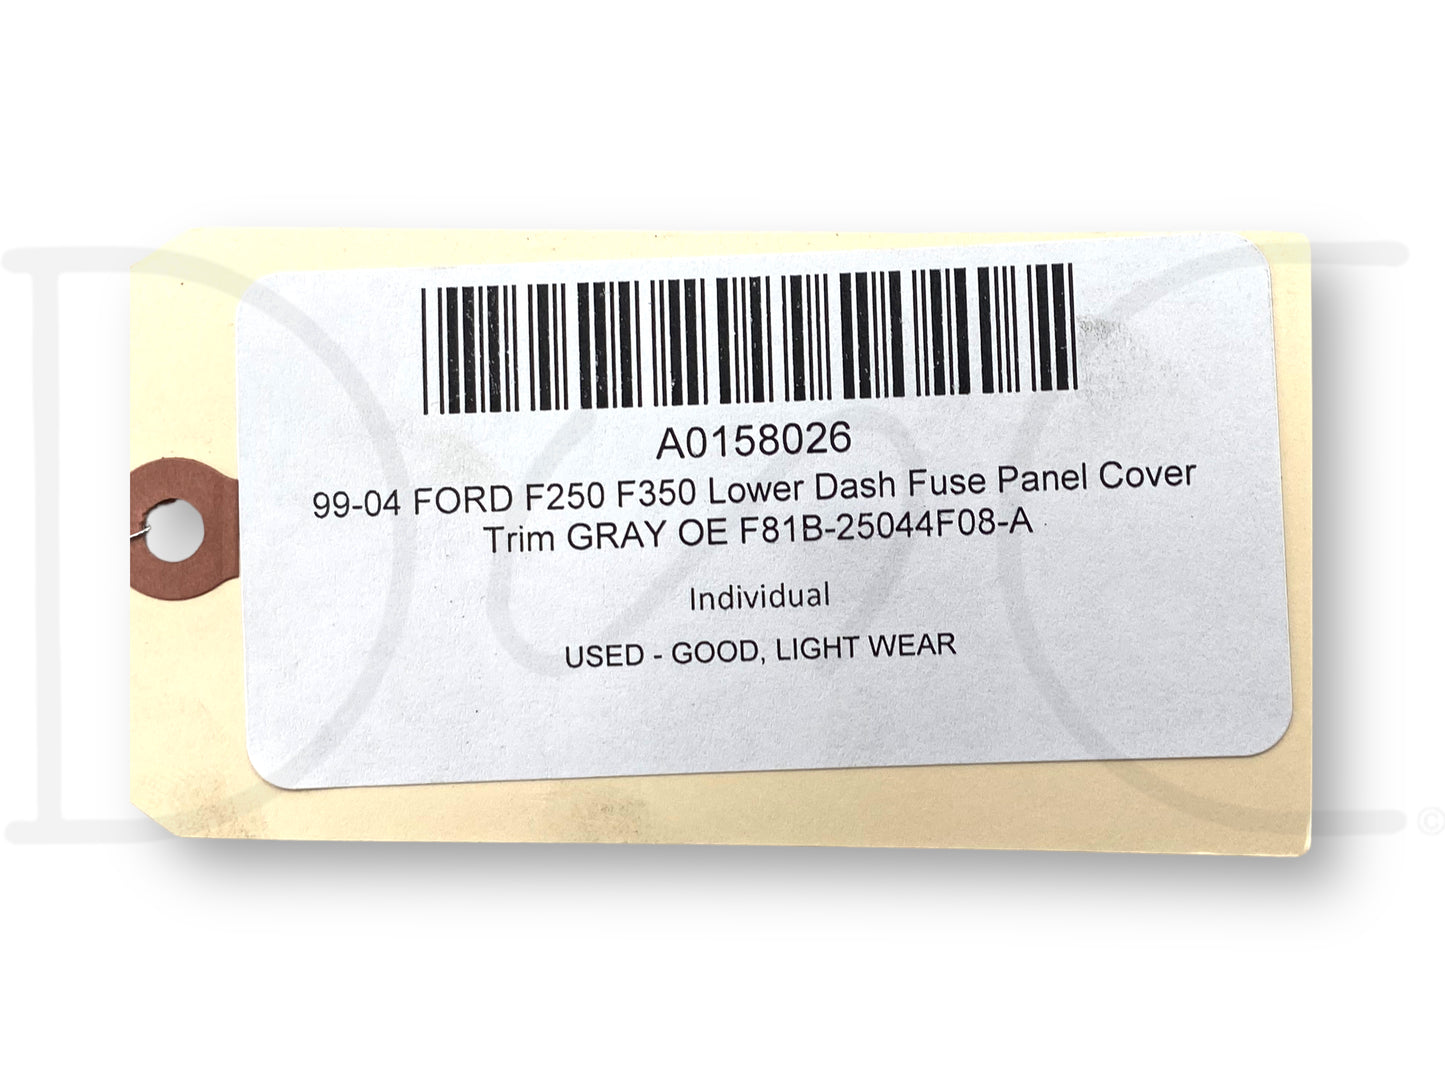 A0158026
99-04 FORD F250 F350 Lower Dash Fuse Panel Cover
Trim GRAY OE F81B-25044F08-A
Individual
USED - GOOD, LIGHT WEAR
D C
©